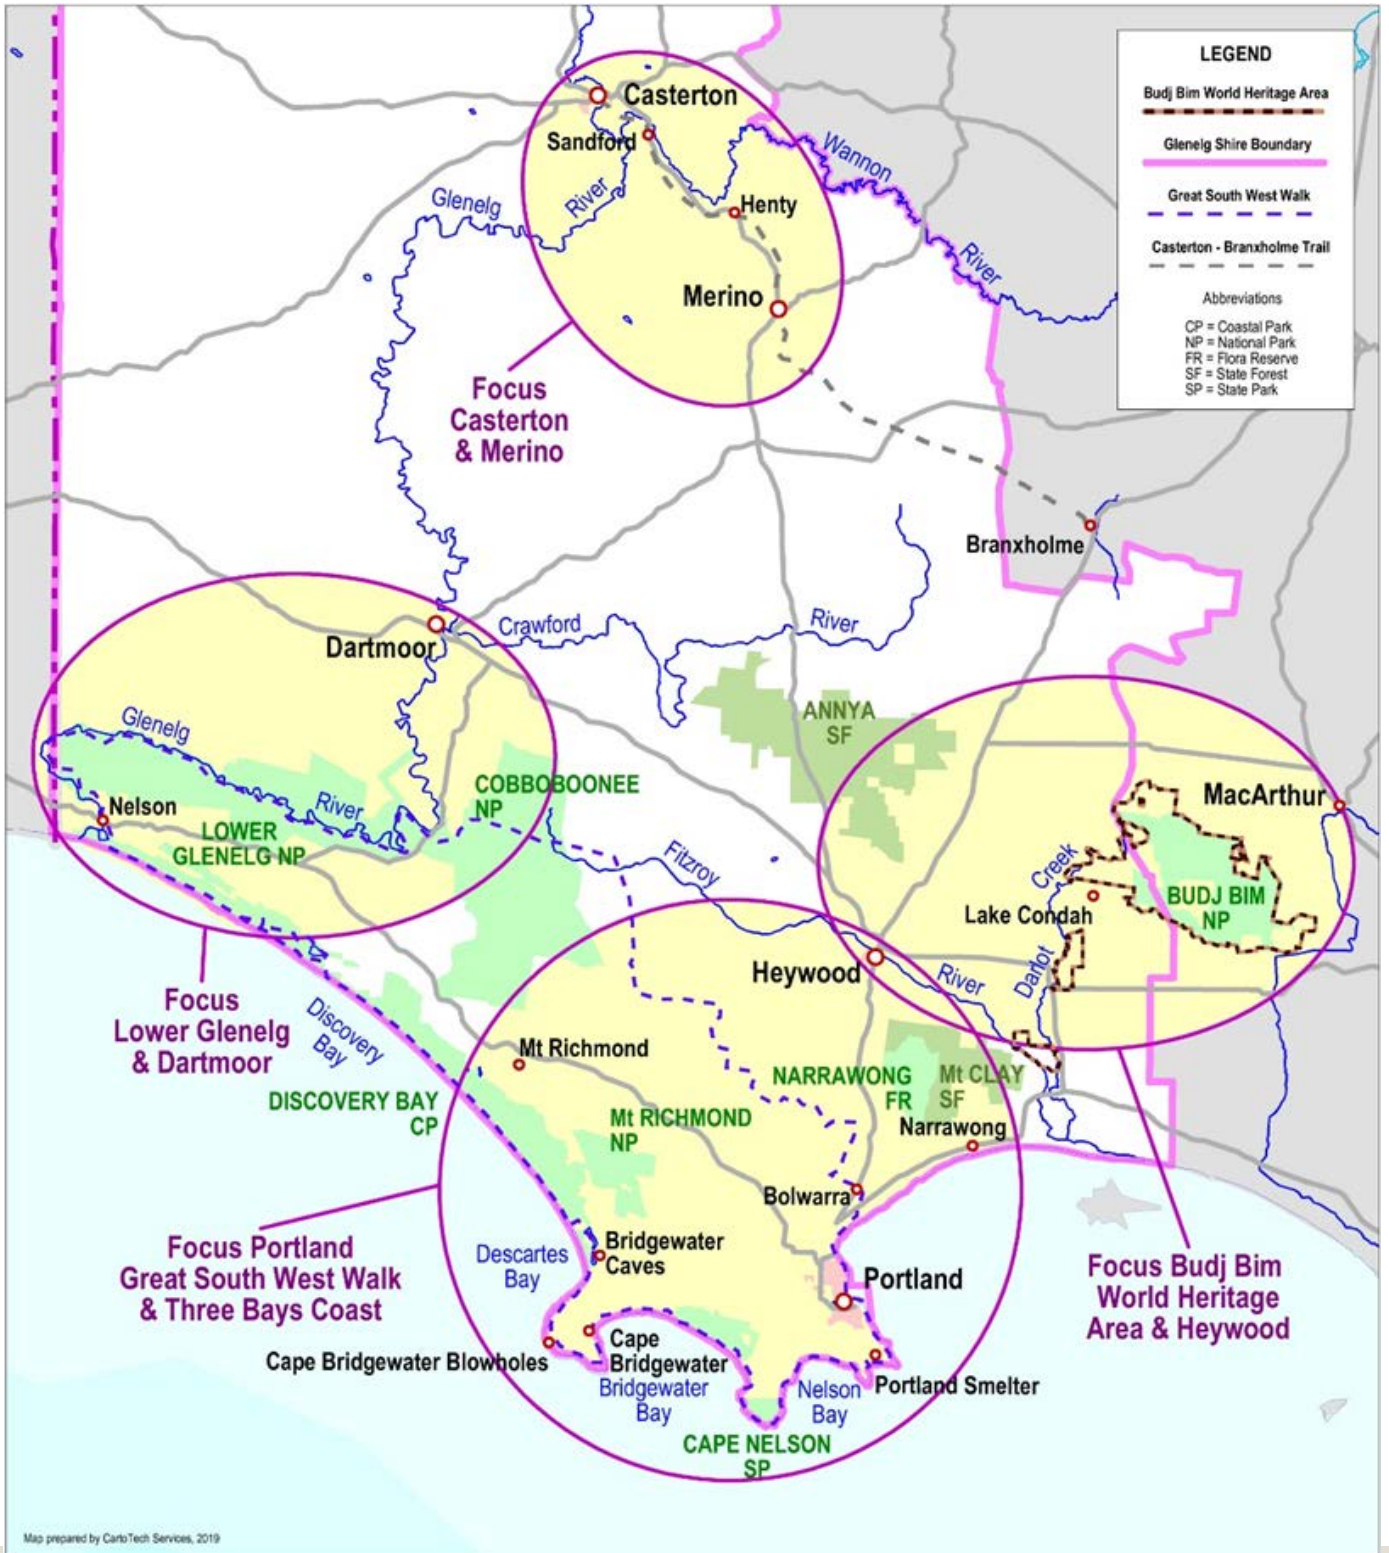 LEGEND
Budj Bim World Heritage Area
Glenelg Shire Boundary
Great South West Walk
Casterton - Branxholme Trail
Abbreviations
CP = Coastal Park
NP = National Park
FR = Flora Reserve
SF = State Forest
SP = State Park
Casterton
Sandford
Wannon
River
Glenelg
River
Henty
Merino
Focus
Casterton
& Merino
Branxholme
Dartmoor
Crawford
River
ANNYA
SF
Glenelg
River
Nelson
LOWER
GLENELG NP
COBBOBOONEE
NP
MacArthur
Fitzroy
Creek
Darlot
Lake Condah
BUDJ BIM
NP
Heywood
River
Focus
Lower Glenelg
& Dartmoor
Discovery
Bay
Mt Richmond
DISCOVERY BAY
CP
Mt RICHMOND
NP
NARRAWONG
FR
Mt CLAY
SF
Narrawong
Bolwarra
Focus Portland
Great South West Walk
& Three Bays Coast
Descartes
Bay
Bridgewater
Caves
Portland
Focus Budj Bim
World Heritage
Area & Heywood
Cape Bridgewater Blowholes
Cape
Bridgewater
Bridgewater
Bay
Nelson
Bay
Portland Smelter
CAPE NELSON
SP
Map prepared by CartoTech Services, 2019